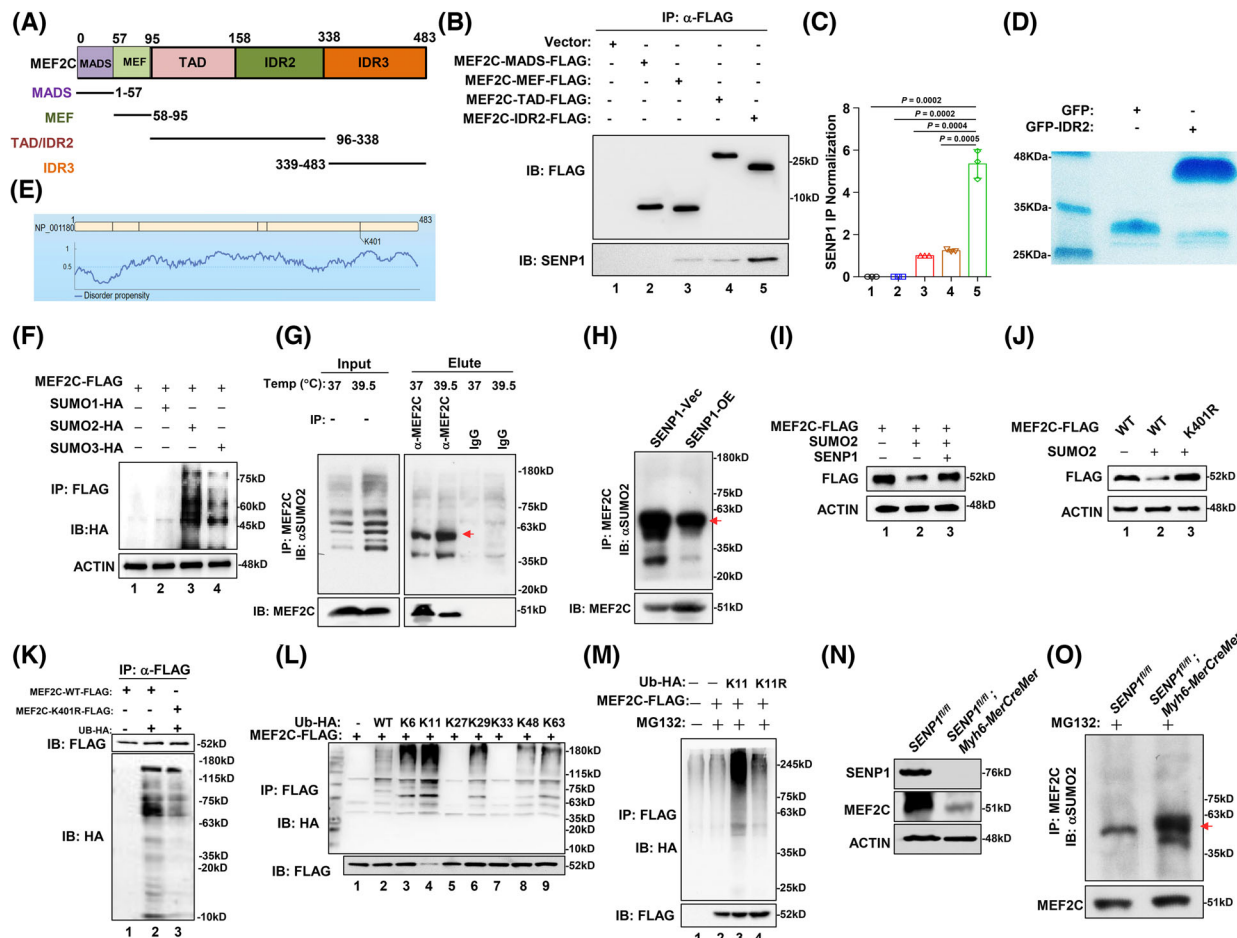 (A)
0 57 95 158 338 483
MEF2C MADS MEF TAD IDR2 IDR3
MADS 1-57
MEF 58-95
TAD/IDR2 96-338
IDR3 339-483
(B)
IP: α-FLAG
Vector: + - - - -
MEF2C-MADS-FLAG: - + - - -
MEF2C-MEF-FLAG: - - + - -
MEF2C-TAD-FLAG: - - - + -
MEF2C-IDR2-FLAG: - - - - +
IB: FLAG
-25kD
-10kD
IB: SENP1
1 2 3 4 5
(C)
P = 0.0002
P = 0.0002
P = 0.0004
P = 0.0005
SENP1 IP Normalization
8
6
4
2
0
1 2 3 4 5
(D)
GFP: + -
GFP-IDR2: - +
48KDa-
35KDa-
25KDa-
(E)
1 483
NP_001180
K401
1
0.5
Disorder propensity
(F)
MEF2C-FLAG + + + +
SUMO1-HA – + – –
SUMO2-HA – – + –
SUMO3-HA – – – +
IP: FLAG
IB:HA
-75kD
-60kD
-45kD
ACTIN -48kD
1 2 3 4
(G)
Input Elute
Temp (°C): 37 39.5 37 39.5 37 39.5
IP: - - α-MEF2C α-MEF2C IgG IgG
IP: MEF2C
IB: αSUMO2
-180kD
-75kD
-63kD
-35kD
-20kD
IB: MEF2C -51kD
(H)
SENP1-Vec SENP1-OE
IP: MEF2C
IB: αSUMO2
-180kD
-75kD
-63kD
-35kD
-20kD
IB: MEF2C -51kD
(I)
MEF2C-FLAG + + +
SUMO2 – + +
SENP1 – – +
FLAG -52kD
ACTIN -48kD
1 2 3
(J)
MEF2C-FLAG WT WT K401R
SUMO2 – + +
FLAG -52kD
ACTIN -48kD
1 2 3
(K)
IP: α-FLAG
MEF2C-WT-FLAG: + + -
MEF2C-K401R-FLAG: - - +
UB-HA: - + +
IB: FLAG -52kD
IB: HA
-180kD
-115kD
-75kD
-63kD
-35kD
-20kD
-10kD
1 2 3
(L)
Ub-HA: - WT K6 K11 K27 K29 K33 K48 K63
MEF2C-FLAG: + + + + + + + + +
IP: FLAG
IB: HA
-180kD
-115kD
-75kD
-63kD
-35kD
-20kD
-10kD
IB: FLAG -52kD
1 2 3 4 5 6 7 8 9
(M)
Ub-HA: – – K11 K11R
MEF2C-FLAG: – + + +
MG132: + + + +
IP: FLAG
IB: HA
-245kD
-100kD
-75kD
-63kD
-35kD
-25kD
IB: FLAG -52kD
1 2 3 4
(N)
SENP1fl/fl
SENP1fl/fl;
Myh6-MerCreMer
SENP1 -76kD
MEF2C -51kD
ACTIN -48kD
(O)
SENP1fl/fl
SENP1fl/fl;
Myh6-MerCreMer
MG132: + +
IP: MEF2C
IB: αSUMO2
-75kD
-63kD
-35kD
MEF2C -51kD